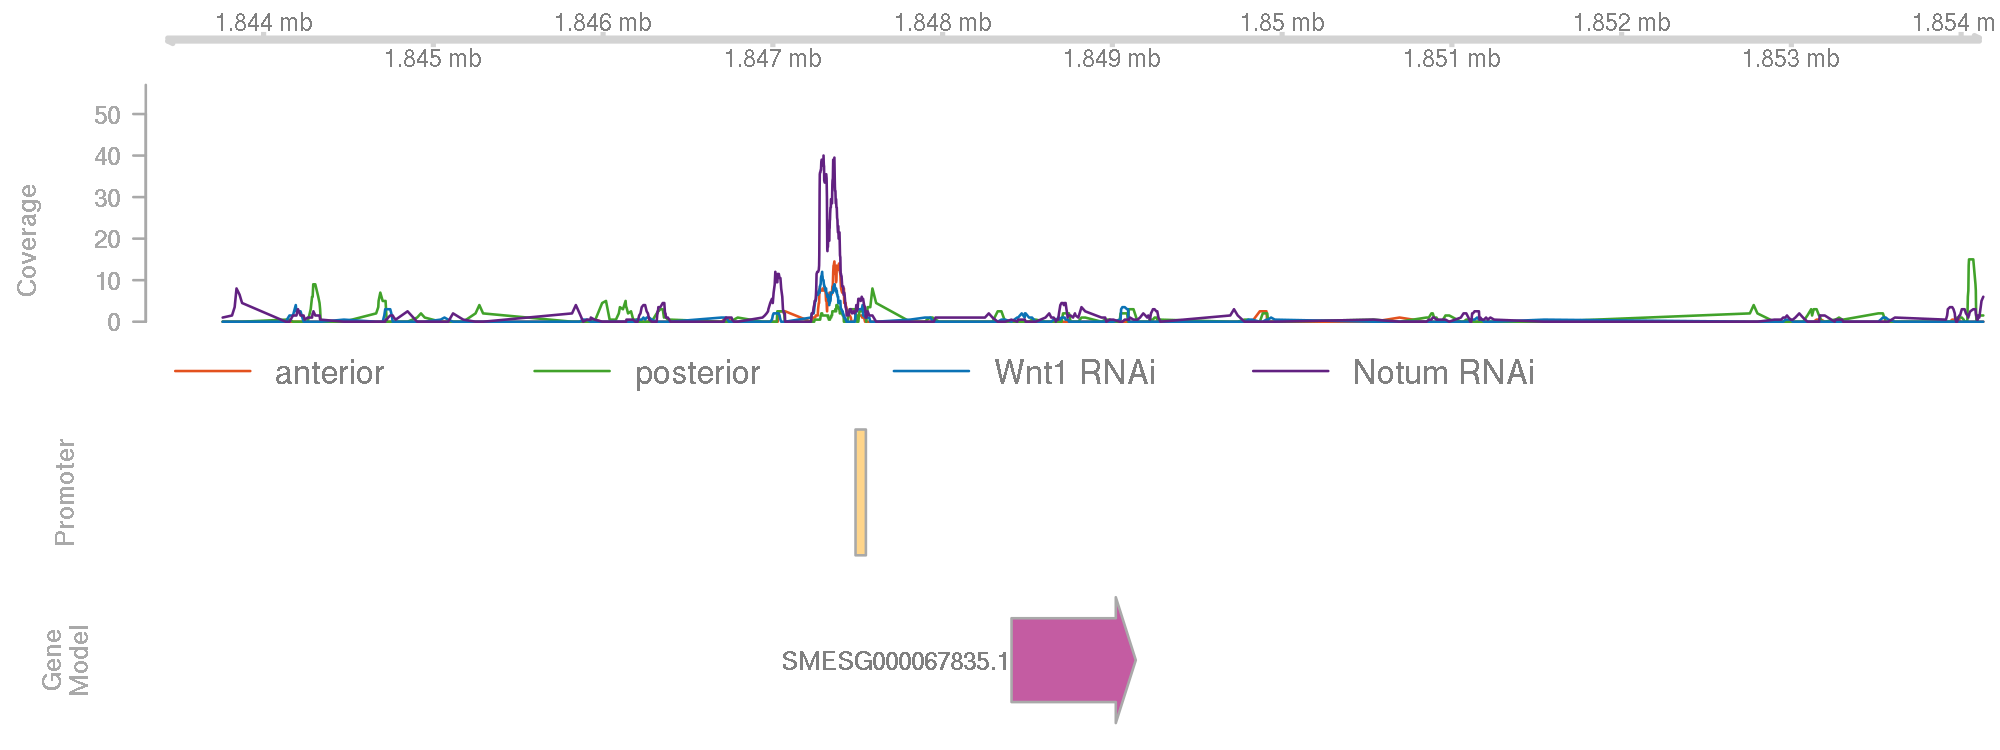 1.844 mb 1.846 mb 1.848 mb 1.85 mb 1.852 mb 1.854 m
1.845 mb 1.847 mb 1.849 mb 1.851 mb 1.853 mb
Coverage
50
40
30
20
10
0
anterior posterior Wnt1 RNAi Notum RNAi
Promoter
Gene
Model
SMESG000067835.1